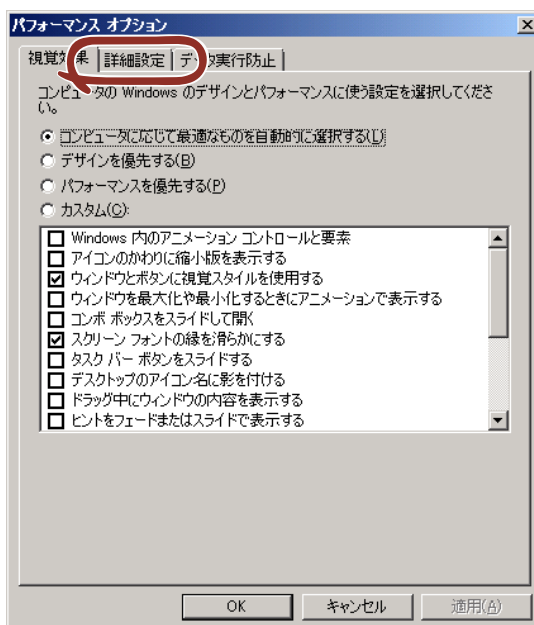 パフォーマンス オプション
視覚効果 詳細設定 データ実行防止
コンピュータの Windows のデザインとパフォーマンスに使う設定を選択してくださ
い。
コンピュータに応じて最適なものを自動的に選択する(L)
デザインを優先する(B)
パフォーマンスを優先する(P)
カスタム(C):
Windows 内のアニメーション コントロールと要素
アイコンのかわりに縮小版を表示する
ウィンドウとボタンに視覚スタイルを使用する
ウィンドウを最大化や最小化するときにアニメーションで表示する
コンボ ボックスをスライドして開く
スクリーン フォントの縁を滑らかにする
タスク バー ボタンをスライドする
デスクトップのアイコン名に影を付ける
ドラッグ中にウィンドウの内容を表示する
ヒントをフェードまたはスライドで表示する
OK キャンセル 適用(A)